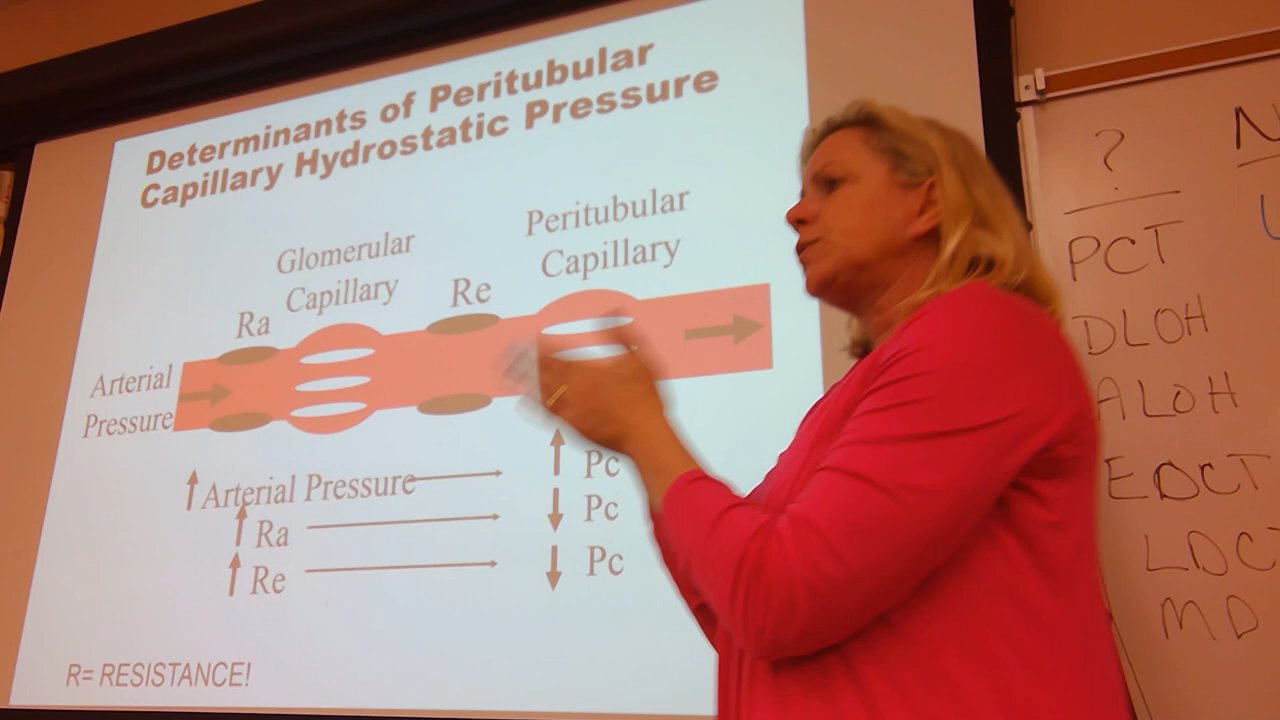 Determinants of Peritubular
Capillary Hydrostatic Pressure
Glomerular
Capillary
Peritubular
Capillary
Ra
Re
Arterial
Pressure
↑ Arterial Pressure → ↑ Pc
↑ Ra → ↓ Pc
↑ Re → ↓ Pc
R= RESISTANCE!
?
PCT
DLOH
ALOH
EDCT
LDC
MD
N